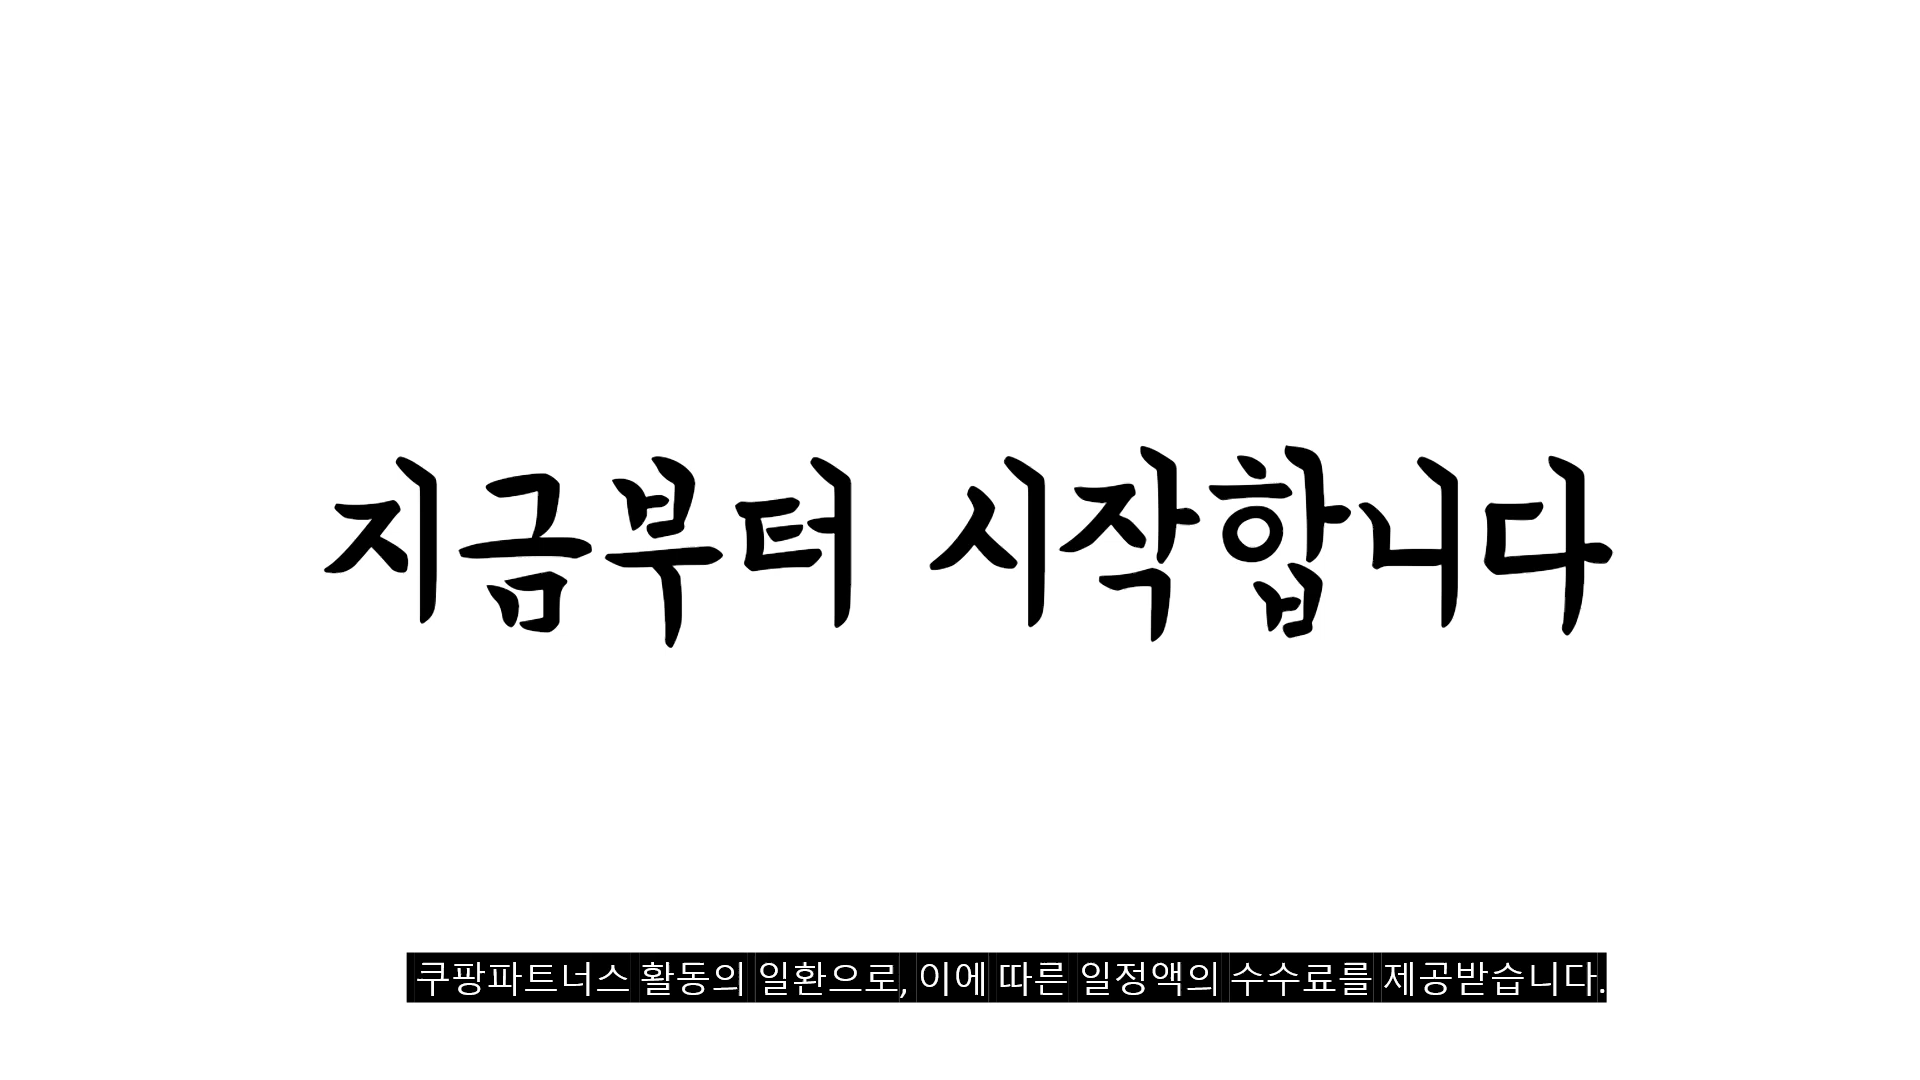 지금부터 시작합니다
쿠팡파트너스 활동의 일환으로, 이에 따른 일정액의 수수료를 제공받습니다.